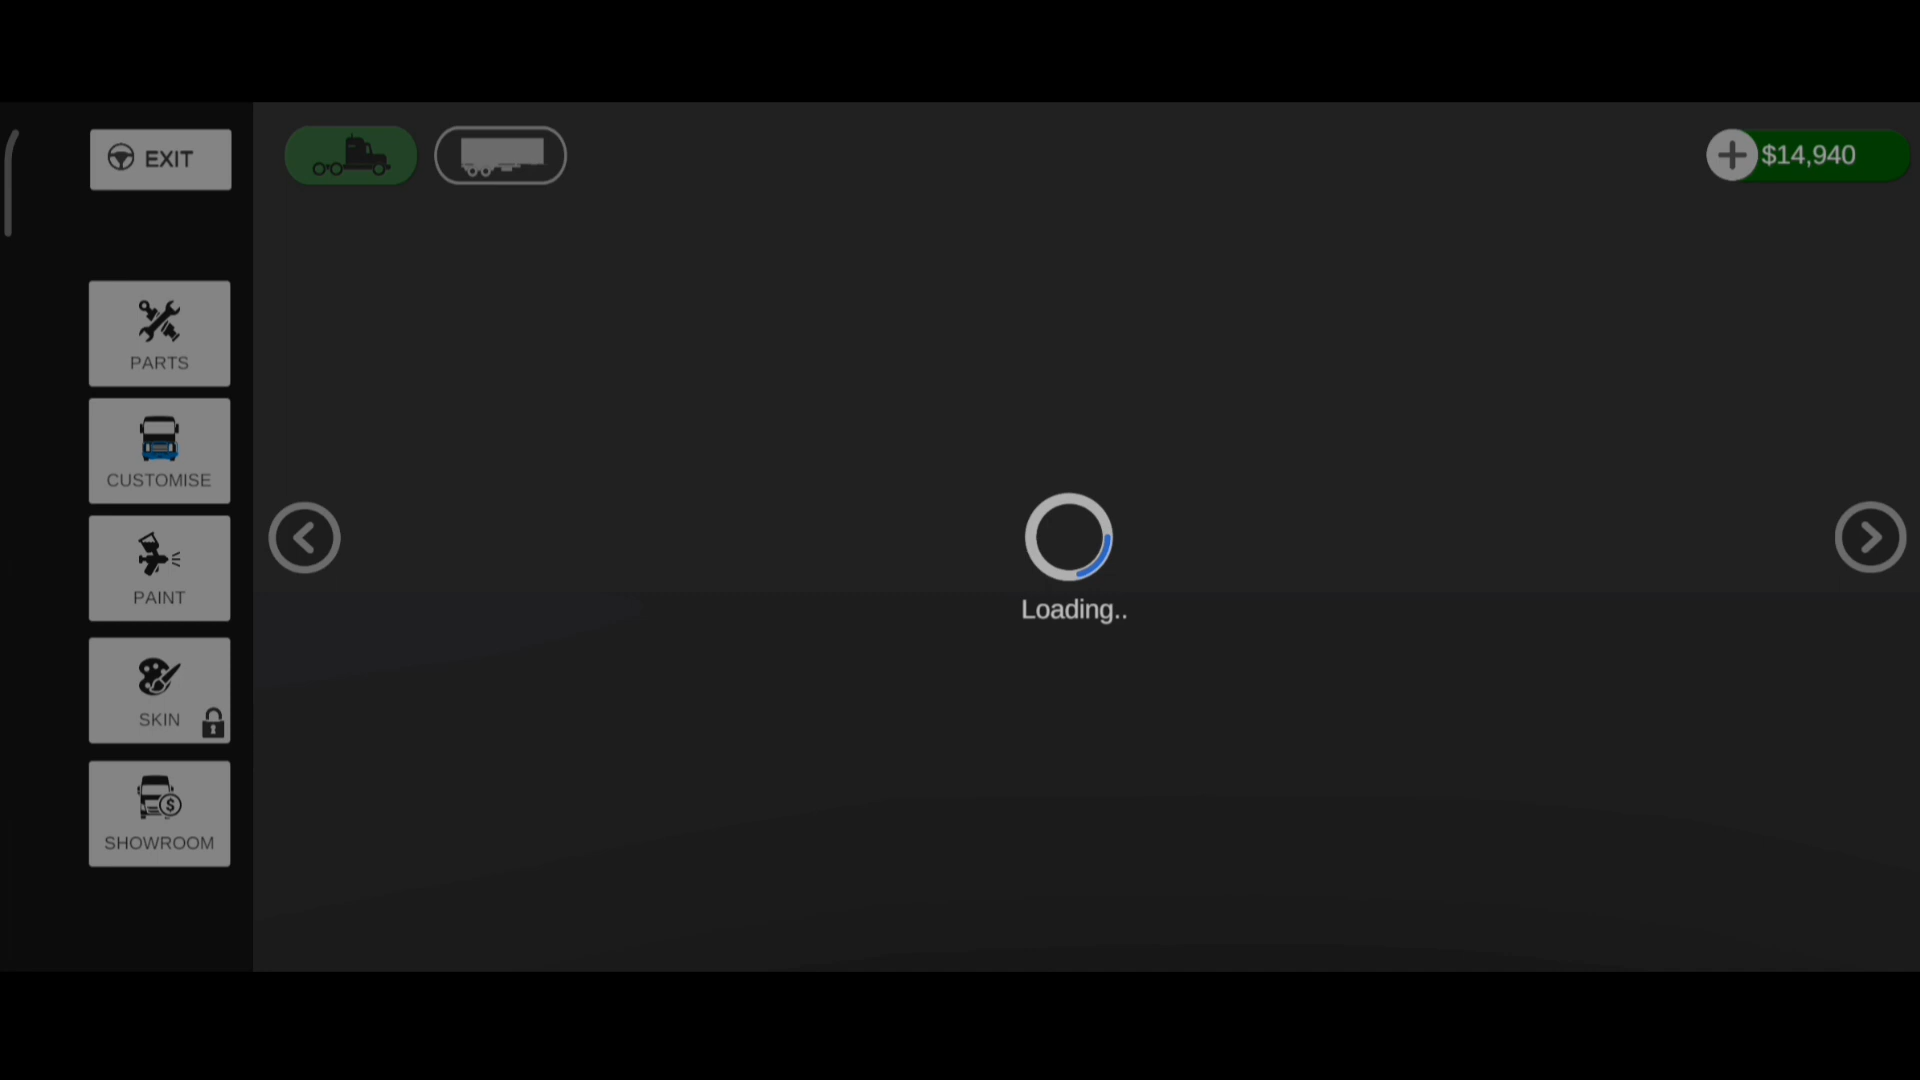 EXIT
$14,940
PARTS
CUSTOMISE
PAINT
SKIN
SHOWROOM
Loading..